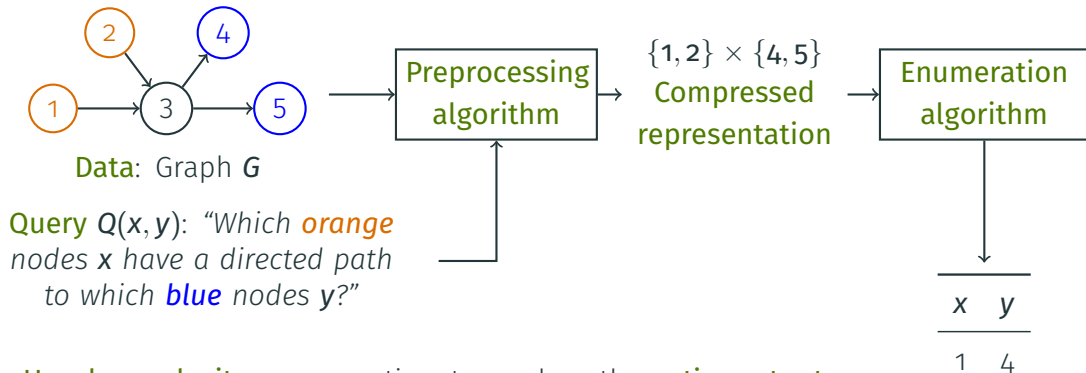 2
4
1
3
5
Data: Graph G
Query Q(x, y): “Which orange
nodes x have a directed path
to which blue nodes y?”
Preprocessing
algorithm
{1, 2} × {4, 5}
Compressed
representation
Enumeration
algorithm
x y
1 4